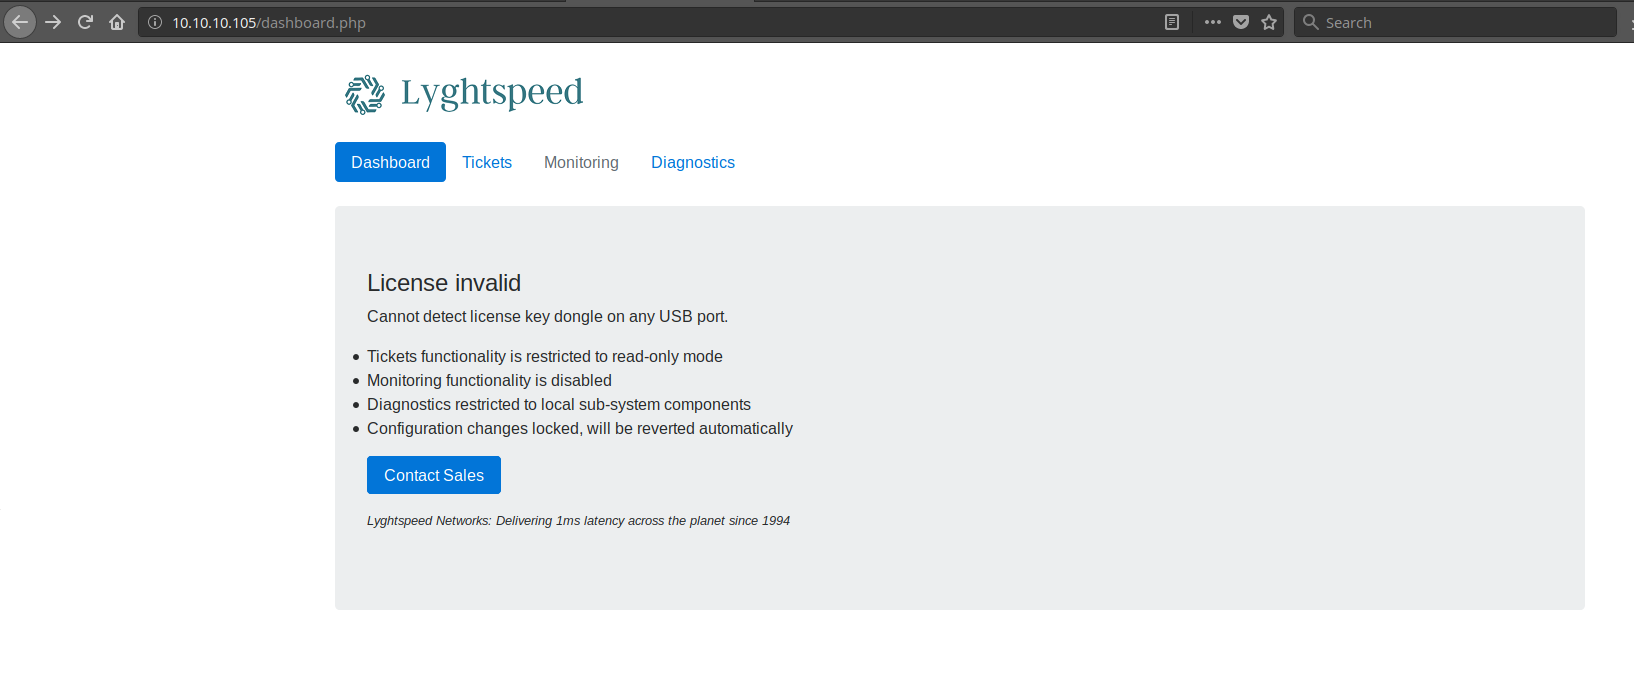 10.10.10.105/dashboard.php
Search
Lyghtspeed
Dashboard Tickets Monitoring Diagnostics
License invalid
Cannot detect license key dongle on any USB port.
Tickets functionality is restricted to read-only mode
Monitoring functionality is disabled
Diagnostics restricted to local sub-system components
Configuration changes locked, will be reverted automatically
Contact Sales
Lyghtspeed Networks: Delivering 1ms latency across the planet since 1994